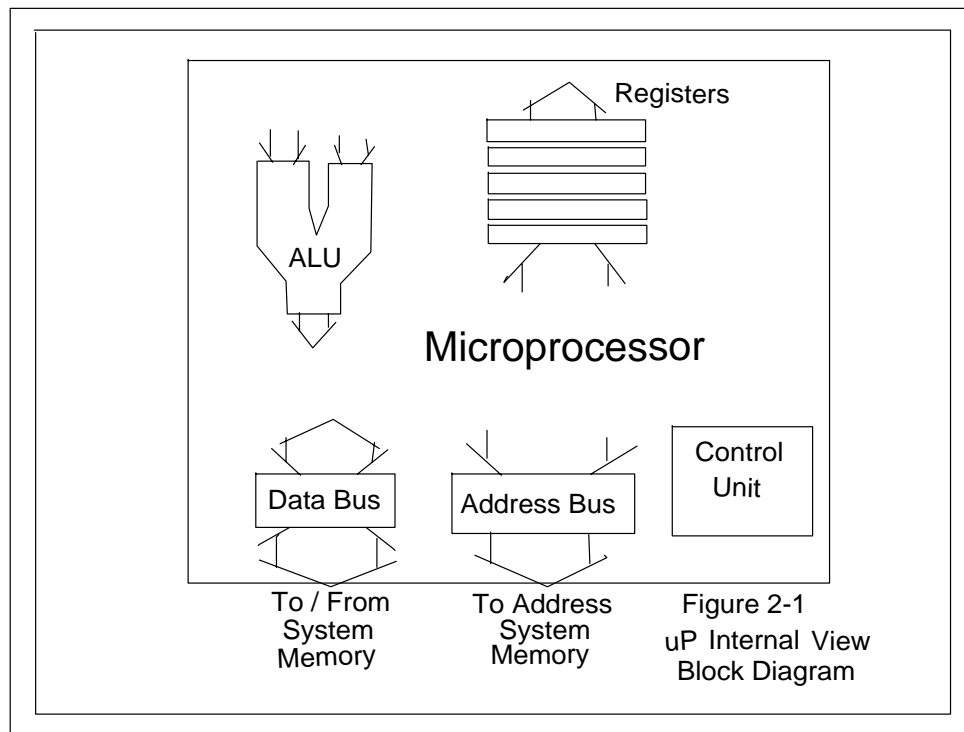 Registers
ALU
Microprocessor
Control
Unit
Data Bus
Address Bus
To / From
System
Memory
To Address
System
Memory
Figure 2-1
uP Internal View
Block Diagram